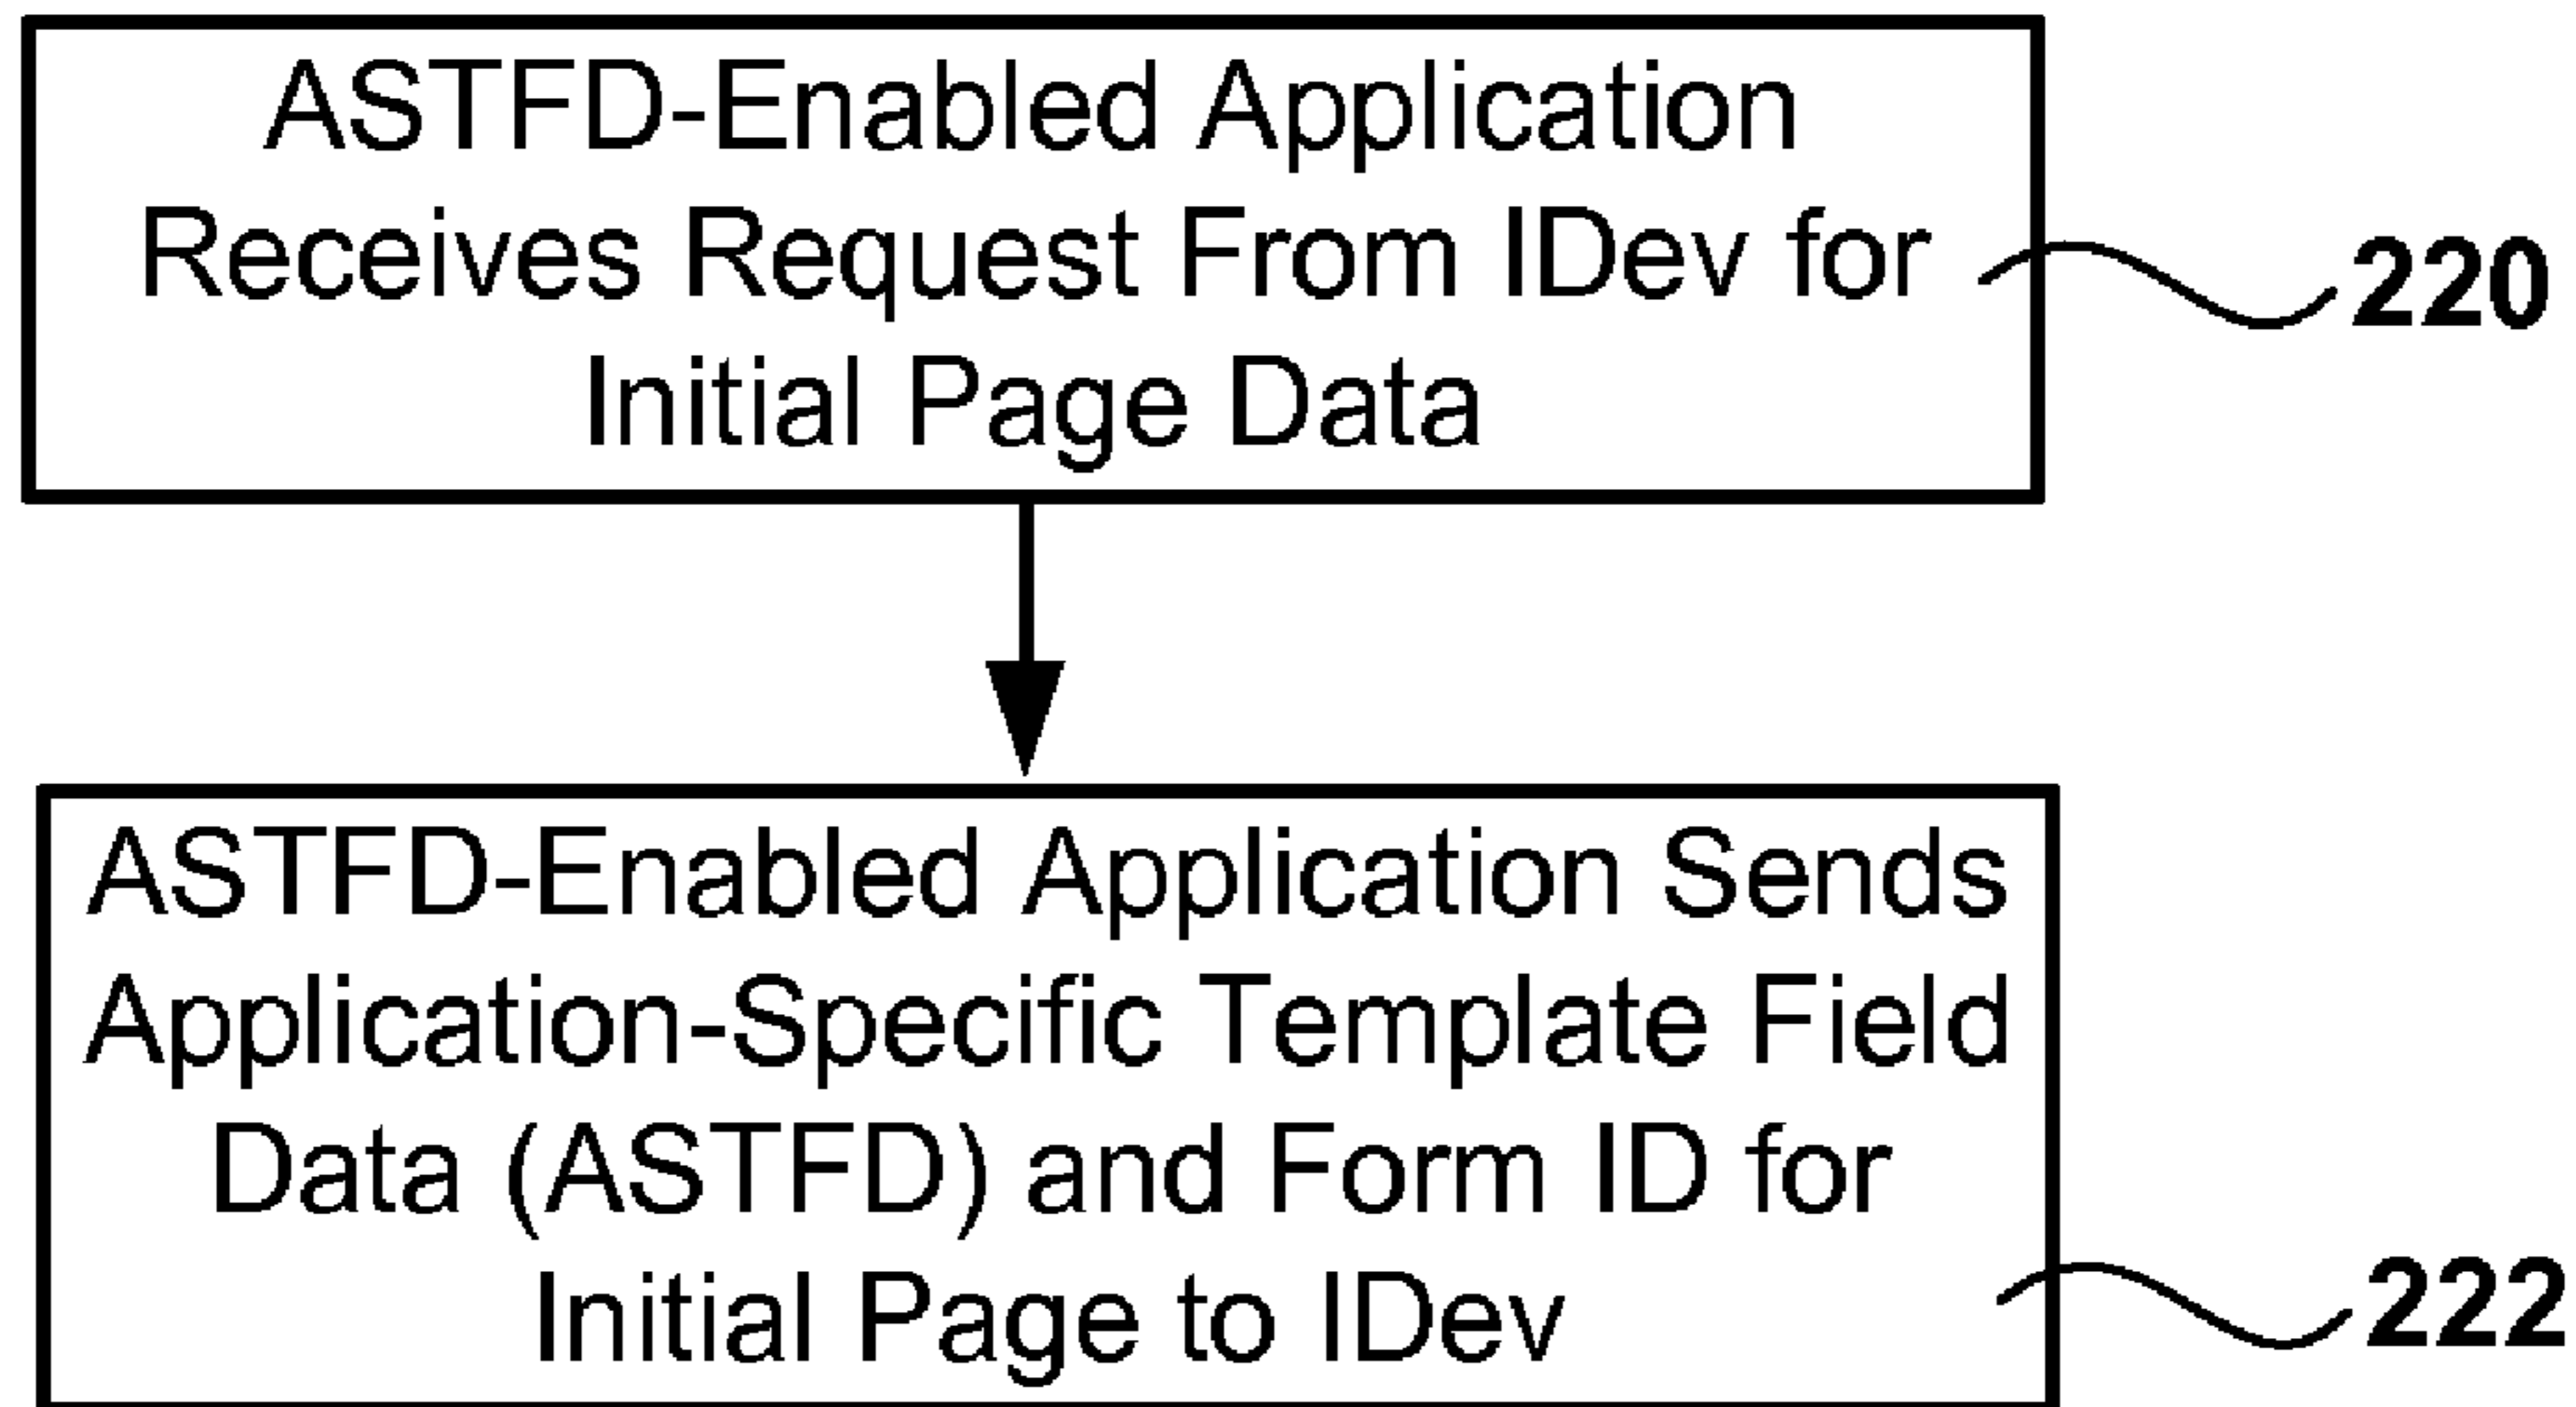 ASTFD-Enabled Application
Receives Request From IDev for
Initial Page Data
220
ASTFD-Enabled Application Sends
Application-Specific Template Field
Data (ASTFD) and Form ID for
Initial Page to IDev
222